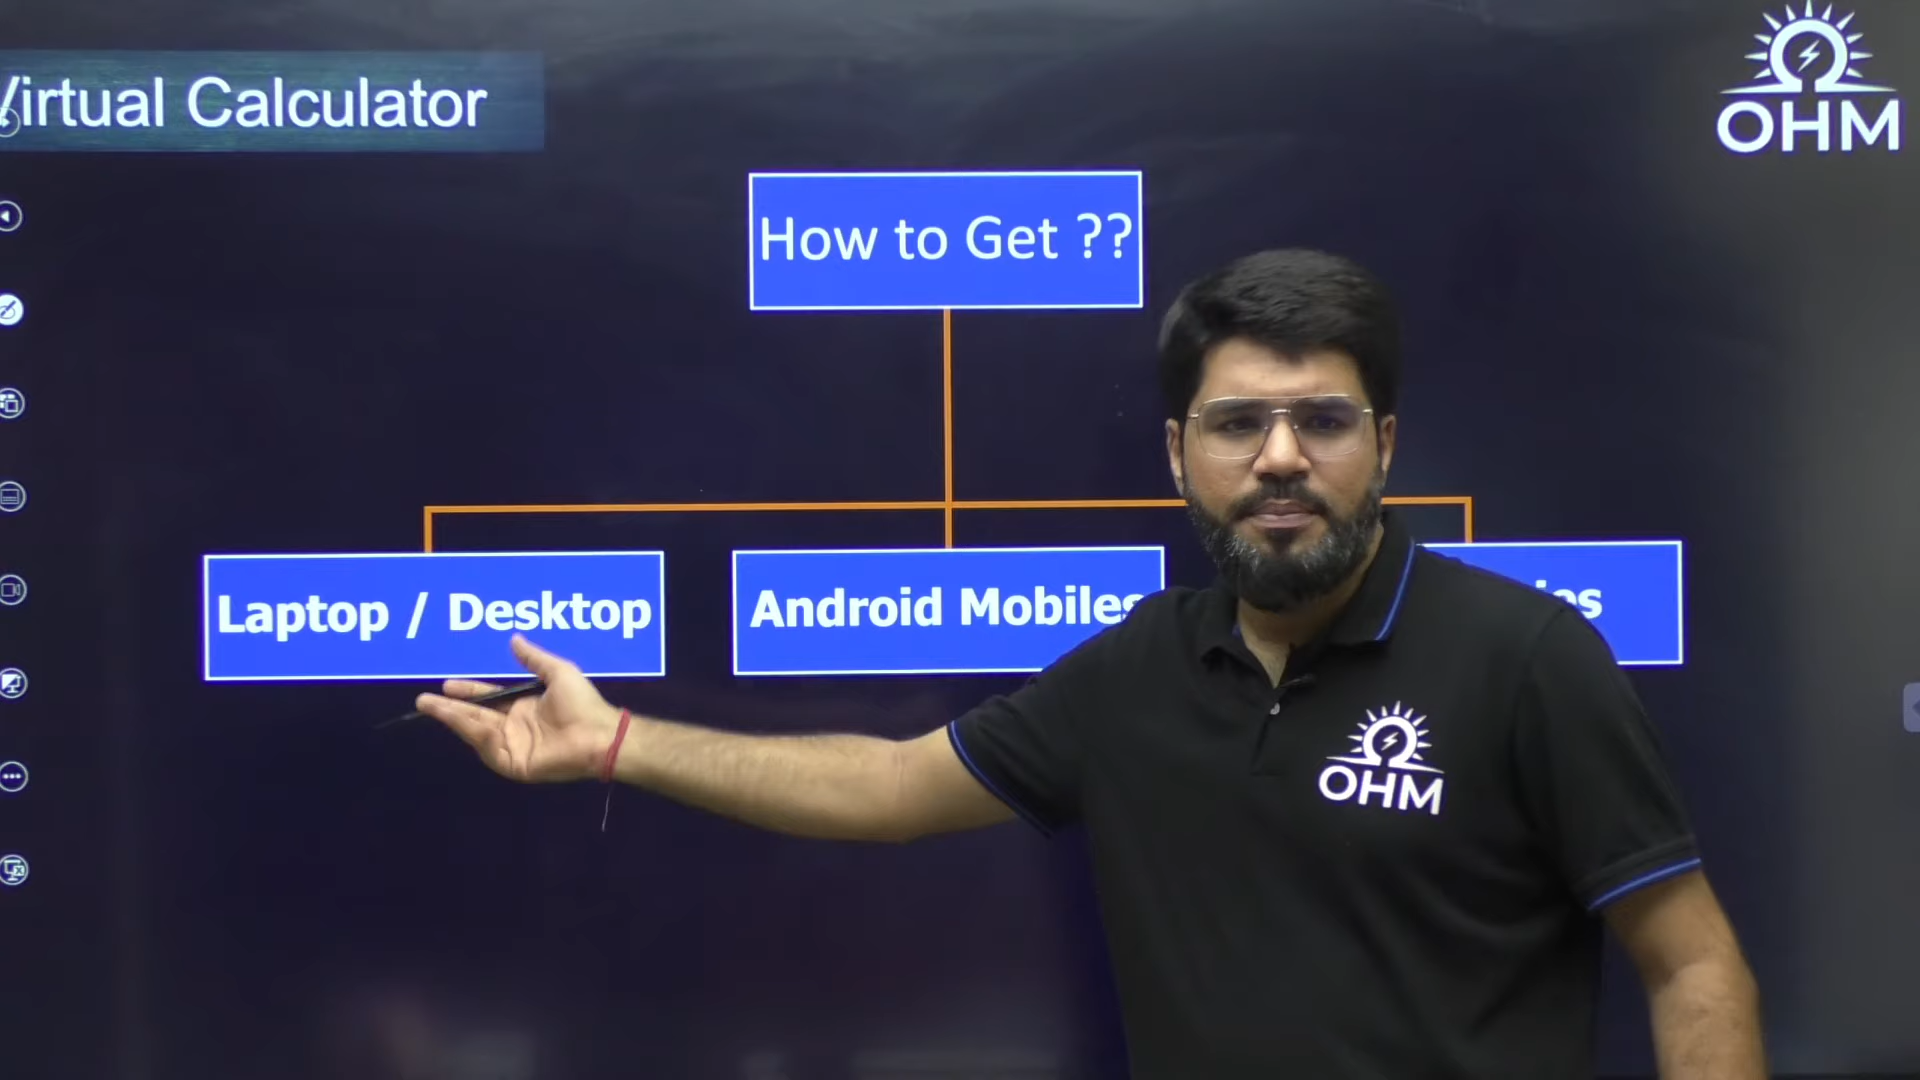 Virtual Calculator
OHM
How to Get ??
Laptop / Desktop
Android Mobiles
OHM